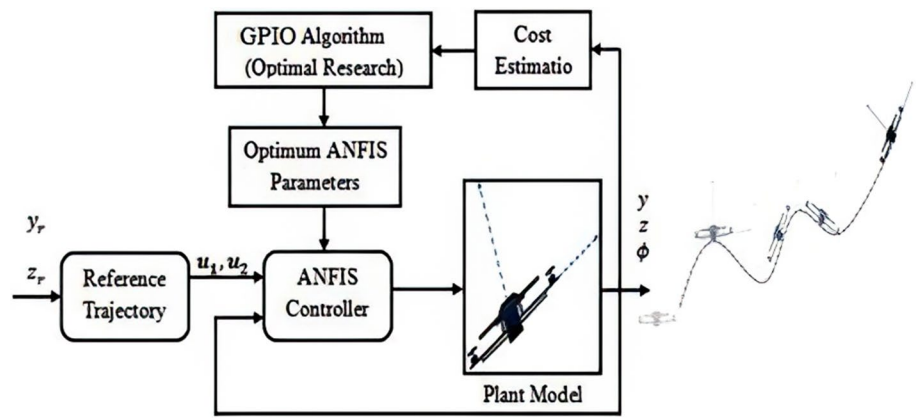 GPIO Algorithm
(Optimal Research)
Cost
Estimatio
Optimum ANFIS
Parameters
y_r
z_r
Reference
Trajectory
u_1, u_2
ANFIS
Controller
y
z
ϕ
Plant Model